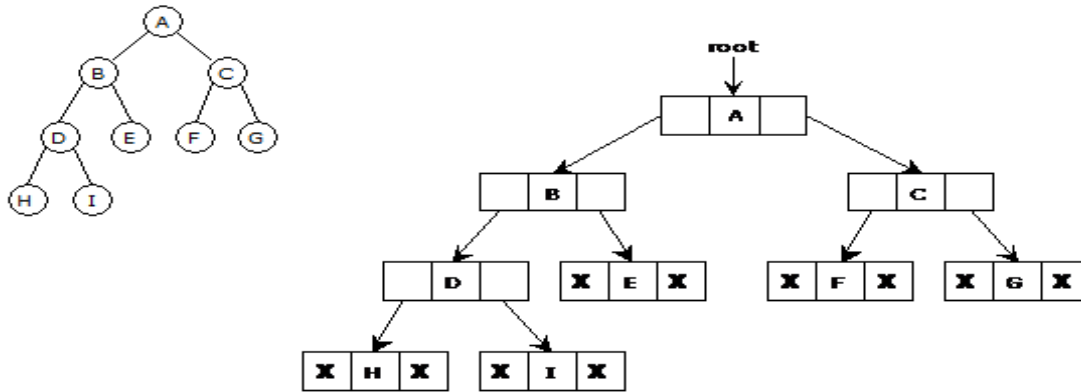 A
B C
D E F G
H I
root
A
B C
D X E X X F X X G X
X H X X I X